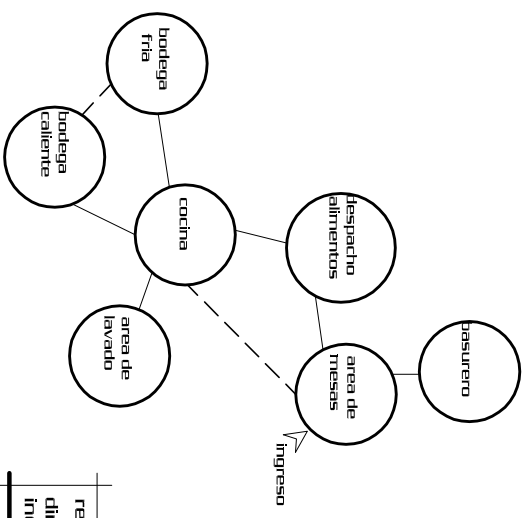 bodega
fria
bodega
caliente
cocina
despacho
alimentos
area de
lavado
area de
mesas
basurero
ingreso